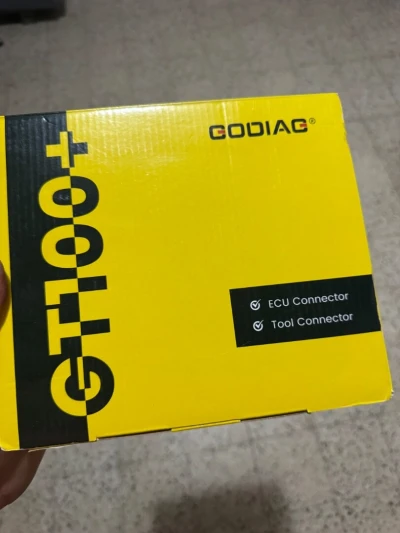 GODIAG®
GT100+
ECU Connector
Tool Connector